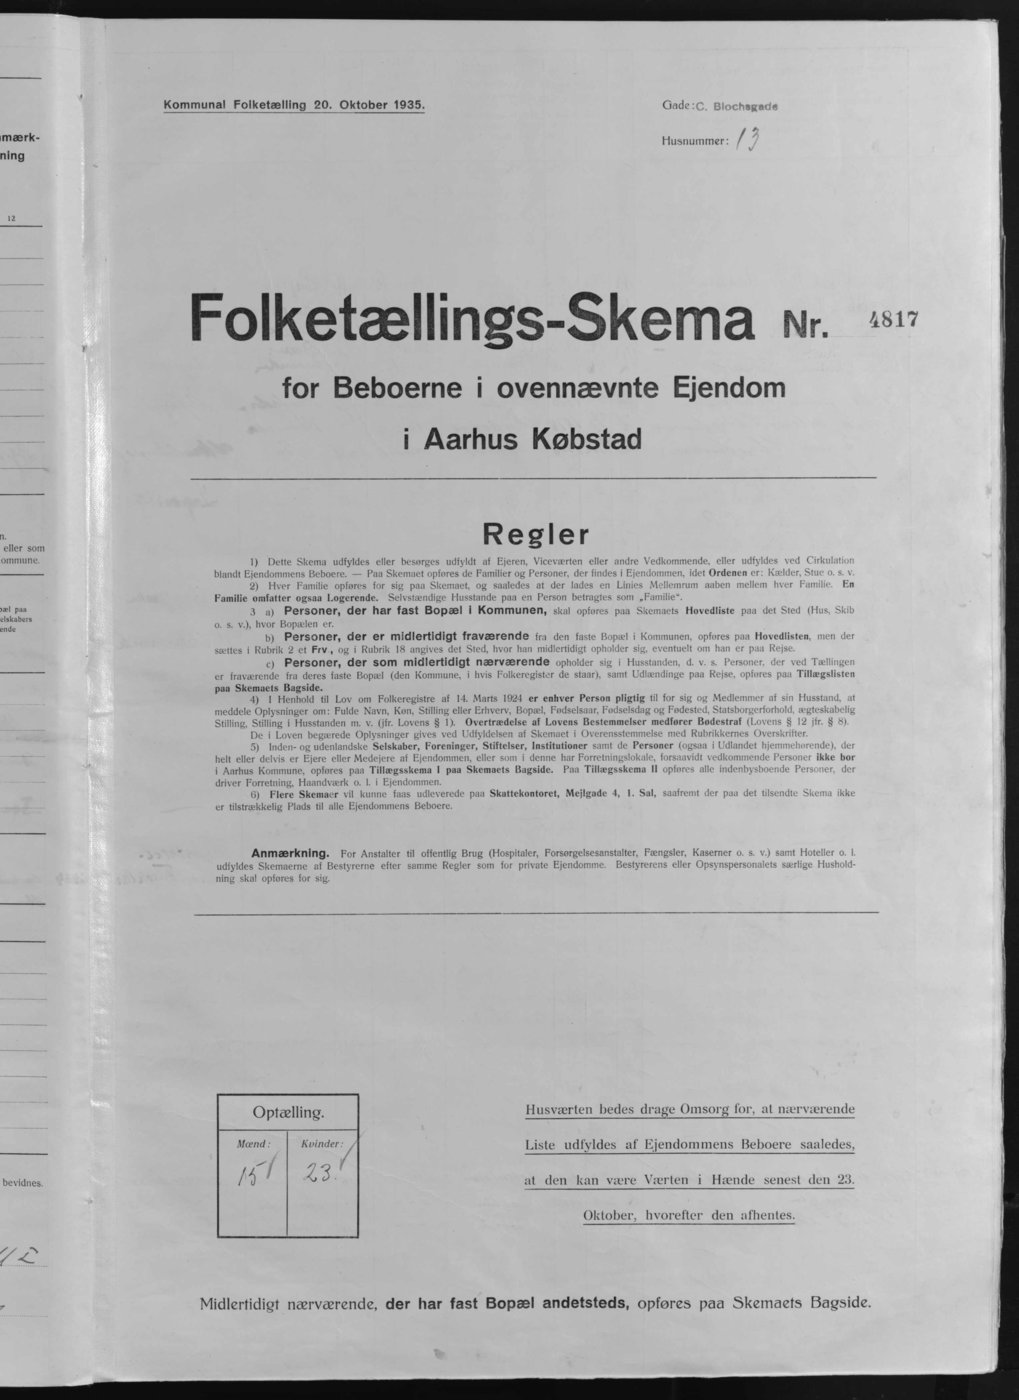 mærk-
ning
12
n.
eller som
ommune.
pæl paa
elskabers
ende
bevidnes.
Kommunal Folketælling 20. Oktober 1935.
Gade: C. Blochsgade
Husnummer: 13
Folketællings-Skema Nr. 4817
for Beboerne i ovennævnte Ejendom
i Aarhus Købstad
Regler
1) Dette Skema udfyldes eller besørges udfyldt af Ejeren, Viceværten eller andre Vedkommende, eller udfyldes ved Cirkulation
blandt Ejendommens Beboere. — Paa Skemaet opføres de Familier og Personer, der findes i Ejendommen, idet Ordenen er: Kælder, Stue o. s. v.
2) Hver Familie opføres for sig paa Skemaet, og saaledes at der lades en Linies Mellemrum aaben mellem hver Familie. En
Familie omfatter ogsaa Logerende. Selvstændige Husstande paa en Person betragtes som „Familie“.
3 a) Personer, der har fast Bopæl i Kommunen, skal opføres paa Skemaets Hovedliste paa det Sted (Hus, Skib
o. s. v.), hvor Bopælen er.
b) Personer, der er midlertidigt fraværende fra den faste Bopæl i Kommunen, opføres paa Hovedlisten, men der
sættes i Rubrik 2 et Frv., og i Rubrik 18 angives det Sted, hvor han midlertidigt opholder sig, eventuelt om han er paa Rejse.
c) Personer, der som midlertidigt nærværende opholder sig i Husstanden, d. v. s. Personer, der ved Tællingen
er fraværende fra deres faste Bopæl (den Kommune, i hvis Folkeregister de staar), samt Udlændinge paa Rejse, opføres paa Tillægslisten
paa Skemaets Bagside.
4) I Henhold til Lov om Folkeregistre af 14. Marts 1924 er enhver Person pligtig til for sig og Medlemmer af sin Husstand, at
meddele Oplysninger om: Fulde Navn, Køn, Stilling eller Erhverv, Bopæl, Fødselsaar, Fødselsdag og Fødested, Statsborgerforhold, ægteskabelig
Stilling, Stilling i Husstanden m. v. (jfr. Lovens § 1). Overtrædelse af Lovens Bestemmelser medfører Bødestraf (Lovens § 12 jfr. § 8).
De i Loven begærede Oplysninger gives ved Udfyldelsen af Skemaet i Overensstemmelse med Rubrikkernes Overskrifter.
5) Inden- og udenlandske Selskaber, Foreninger, Stiftelser, Institutioner samt de Personer (ogsaa i Udlandet hjemmehørende), der
helt eller delvis er Ejere eller Medejere af Ejendommen, eller som i denne har Forretningslokale, forsaavidt vedkommende Personer ikke bor
i Aarhus Kommune, opføres paa Tillægsskema I paa Skemaets Bagside. Paa Tillægsskema II opføres alle indenbysboende Personer, der
driver Forretning, Haandværk o. l. i Ejendommen.
6) Flere Skemaer vil kunne faas udleverede paa Skattekontoret, Mejlgade 4, 1. Sal, saafremt der paa det tilsendte Skema ikke
er tilstrækkelig Plads til alle Ejendommens Beboere.
Anmærkning. For Anstalter til offentlig Brug (Hospitaler, Forsørgelsesanstalter, Fængsler, Kaserner o. s. v.) samt Hoteller o. l.
udfyldes Skemaerne af Bestyrerne efter samme Regler som for private Ejendomme. Bestyrerens eller Opsynspersonalets særlige Hushold-
ning skal opføres for sig.
Optælling.
Mænd: Kvinder:
15 23.
Husværten bedes drage Omsorg for, at nærværende
Liste udfyldes af Ejendommens Beboere saaledes,
at den kan være Værten i Hænde senest den 23.
Oktober, hvorefter den afhentes.
Midlertidigt nærværende, der har fast Bopæl andetsteds, opføres paa Skemaets Bagside.